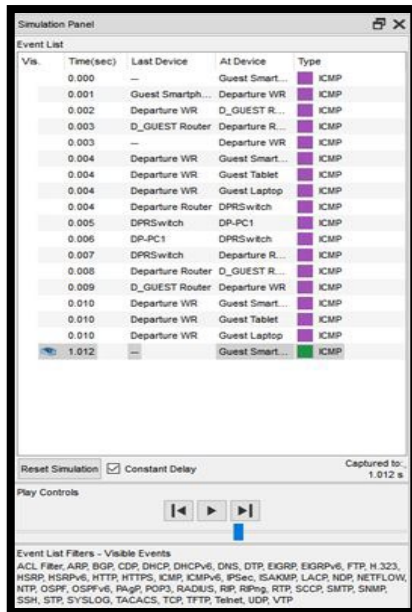 Simulation Panel
Event List
Vis. Time(sec) Last Device At Device Type
0.000 -- Guest Smart... ICMP
0.001 Guest Smartph... Departure WR ICMP
0.002 Departure WR D_GUEST R... ICMP
0.003 D_GUEST Router Departure R... ICMP
0.003 -- Departure WR ICMP
0.004 Departure WR Guest Smart... ICMP
0.004 Departure WR Guest Tablet ICMP
0.004 Departure WR Guest Laptop ICMP
0.004 Departure Router DPRSwitch ICMP
0.005 DPRSwitch DP-PC1 ICMP
0.006 DP-PC1 DPRSwitch ICMP
0.007 DPRSwitch Departure R... ICMP
0.008 Departure Router D_GUEST R... ICMP
0.009 D_GUEST Router Departure WR ICMP
0.010 Departure WR Guest Smart... ICMP
0.010 Departure WR Guest Tablet ICMP
0.010 Departure WR Guest Laptop ICMP
1.012 -- Guest Smart... ICMP
Reset Simulation Constant Delay Captured to:
1.012 s
Play Controls
Event List Filters - Visible Events
ACL Filter, ARP, BGP, CDP, DHCP, DHCPv6, DNS, DTP, EIGRP, EIGRPv6, FTP, H.323,
HSRP, HSRPv6, HTTP, HTTPS, ICMP, ICMPv6, IPSec, ISAKMP, LACP, NDP, NETFLOW,
NTP, OSPF, OSPFv6, PAgP, POP3, RADIUS, RIP, RIPng, RTP, SCCP, SMTP, SNMP,
SSH, STP, SYSLOG, TACACS, TCP, TFTP, Telnet, UDP, VTP